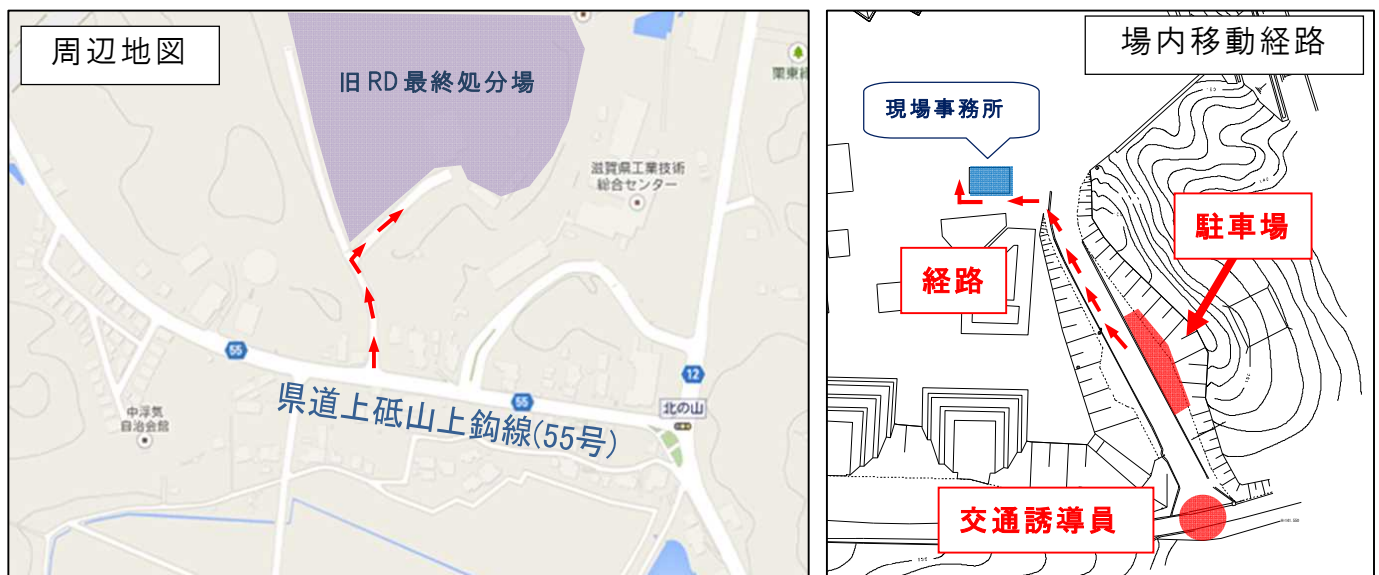 周辺地図
旧RD最終処分場
栗東
滋賀県工業技術
総合センター
55
55
12
北の山
中浮気
自治会館
県道上砥山上鈎線(55号)
場内移動経路
現場事務所
駐車場
経路
交通誘導員